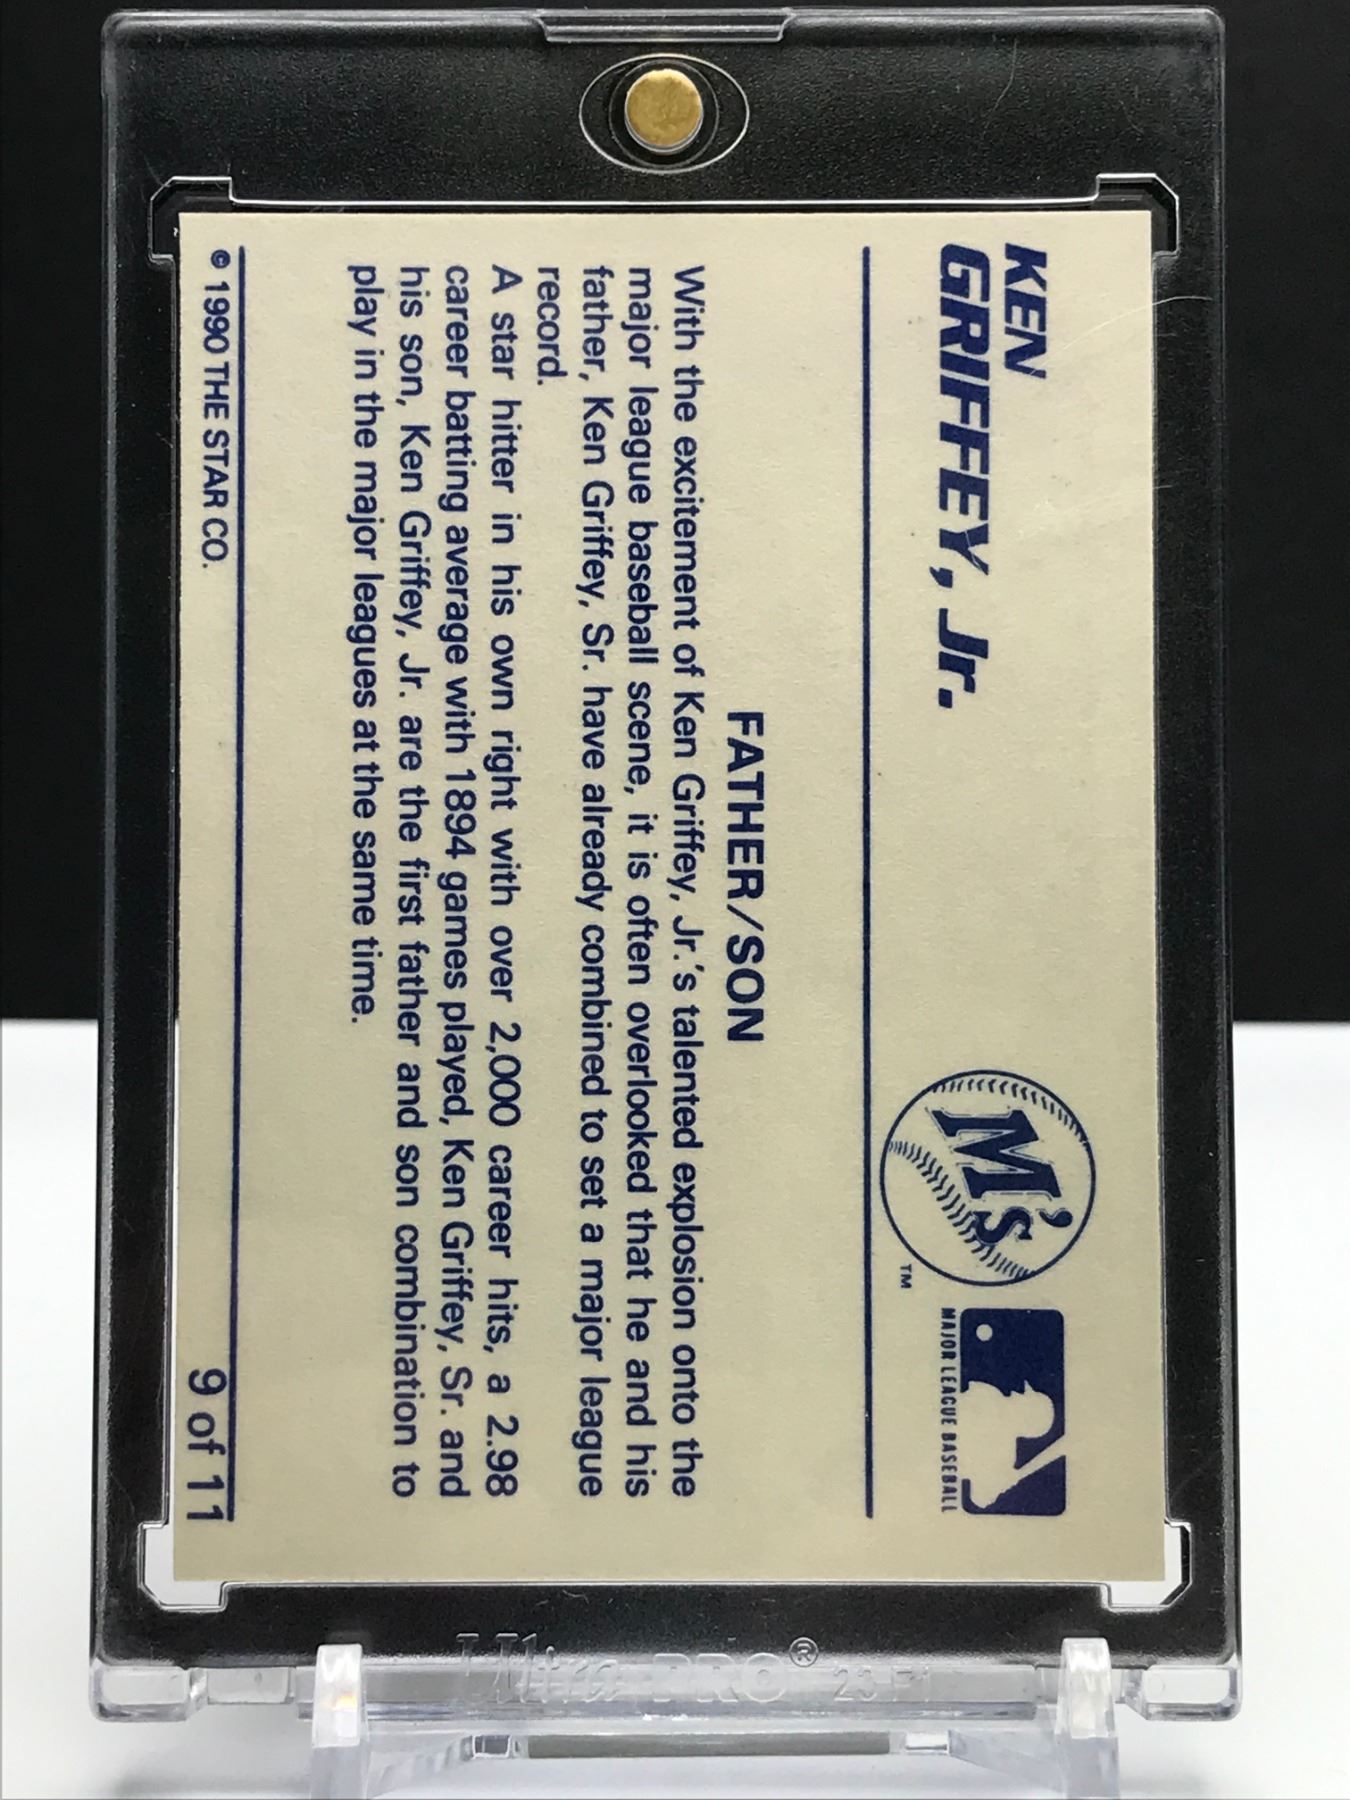 KEN
GRIFFEY, Jr.
M's
TM
MAJOR LEAGUE BASEBALL
FATHER/SON
With the excitement of Ken Griffey, Jr.'s talented explosion onto the
major league baseball scene, it is often overlooked that he and his
father, Ken Griffey, Sr. have already combined to set a major league
record.
A star hitter in his own right with over 2,000 career hits, a 2.98
career batting average with 1894 games played, Ken Griffey, Sr. and
his son, Ken Griffey, Jr. are the first father and son combination to
play in the major leagues at the same time.
© 1990 THE STAR CO.
9 of 11
Ultra PRO®